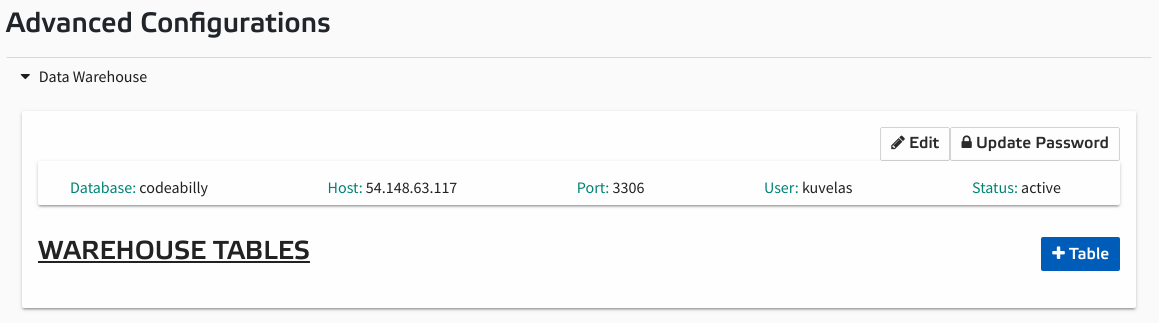 Advanced Configurations
Data Warehouse
Edit Update Password
Database: codeabilly Host: 54.148.63.117 Port: 3306 User: kuvelas Status: active
WAREHOUSE TABLES
+ Table